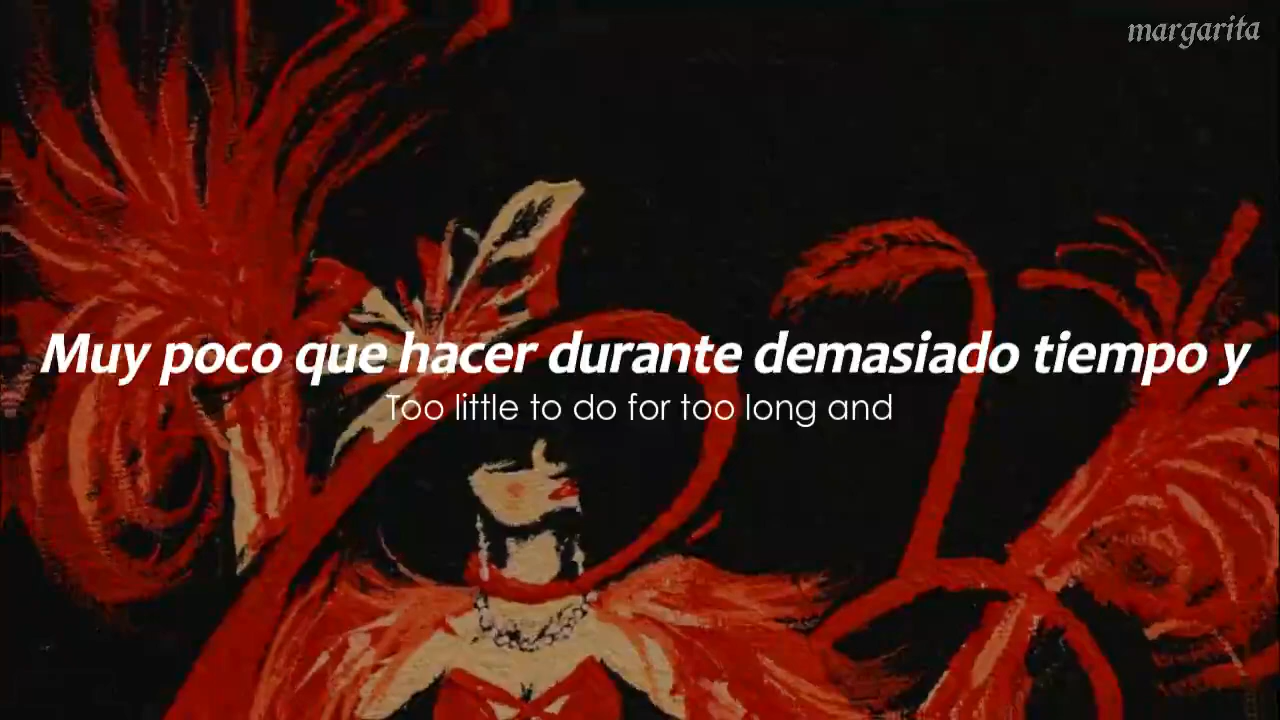 margarita
Muy poco que hacer durante demasiado tiempo y
Too little to do for too long and